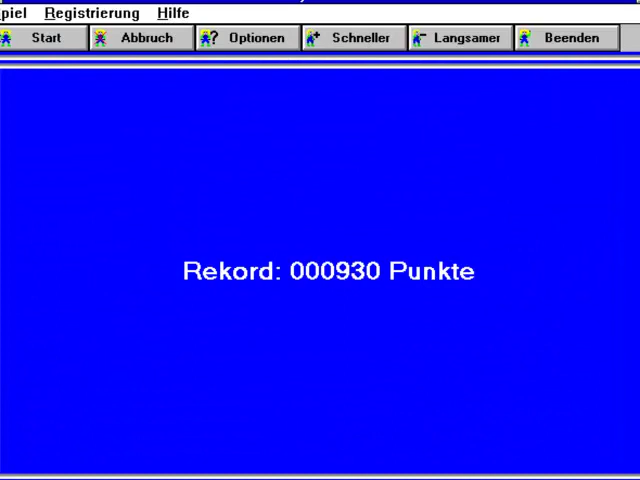 piel Registrierung Hilfe
Start Abbruch ? Optionen + Schneller - Langsamer Beenden
Rekord: 000930 Punkte